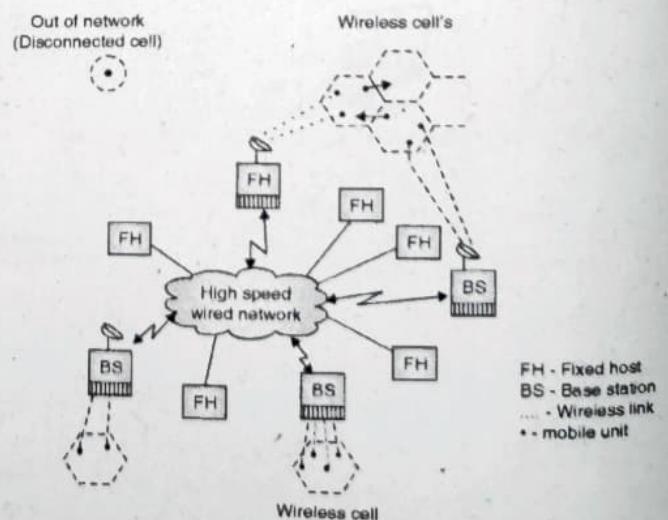 Out of network
(Disconnected cell)
Wireless cell's
FH
FH
FH
FH
High speed
wired network
BS
BS
FH
BS
FH
FH - Fixed host
BS - Base station
.... - Wireless link
• - mobile unit
Wireless cell